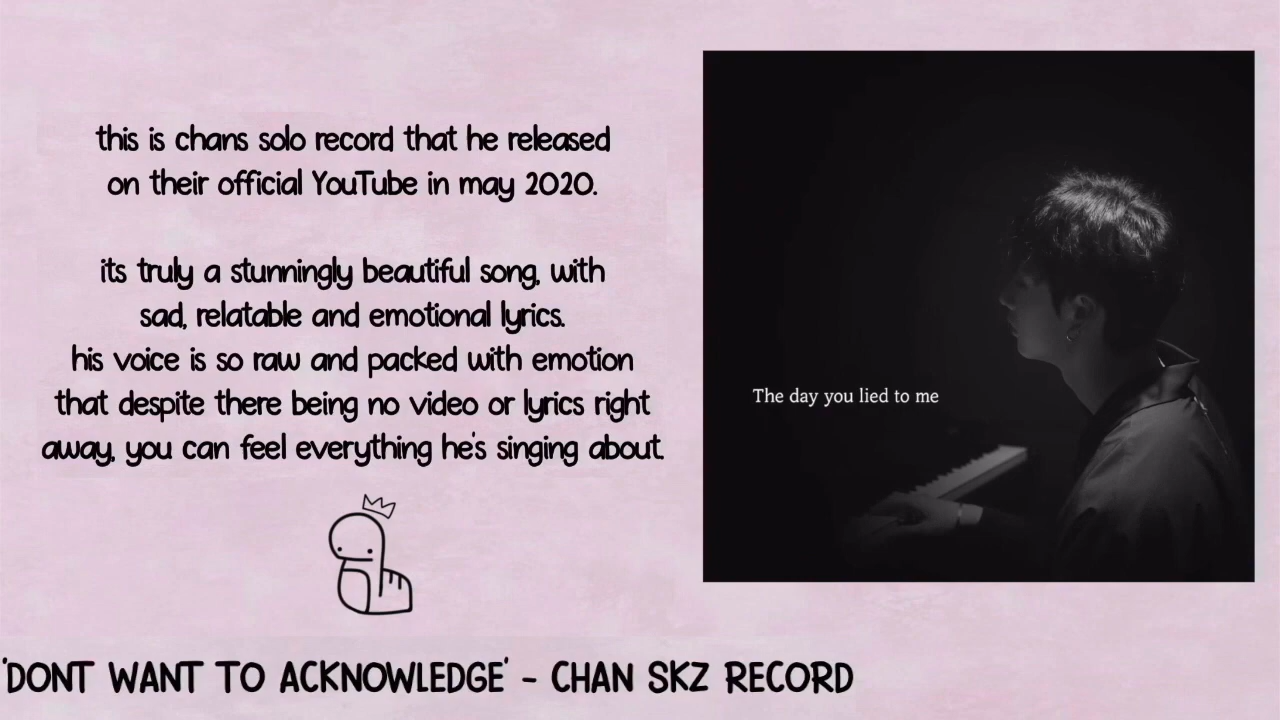 this is chans solo record that he released
on their official YouTube in may 2020.
its truly a stunningly beautiful song, with
sad, relatable and emotional lyrics.
his voice is so raw and packed with emotion
that despite there being no video or lyrics right
away, you can feel everything he's singing about.
The day you lied to me
'DONT WANT TO ACKNOWLEDGE' - CHAN SKZ RECORD